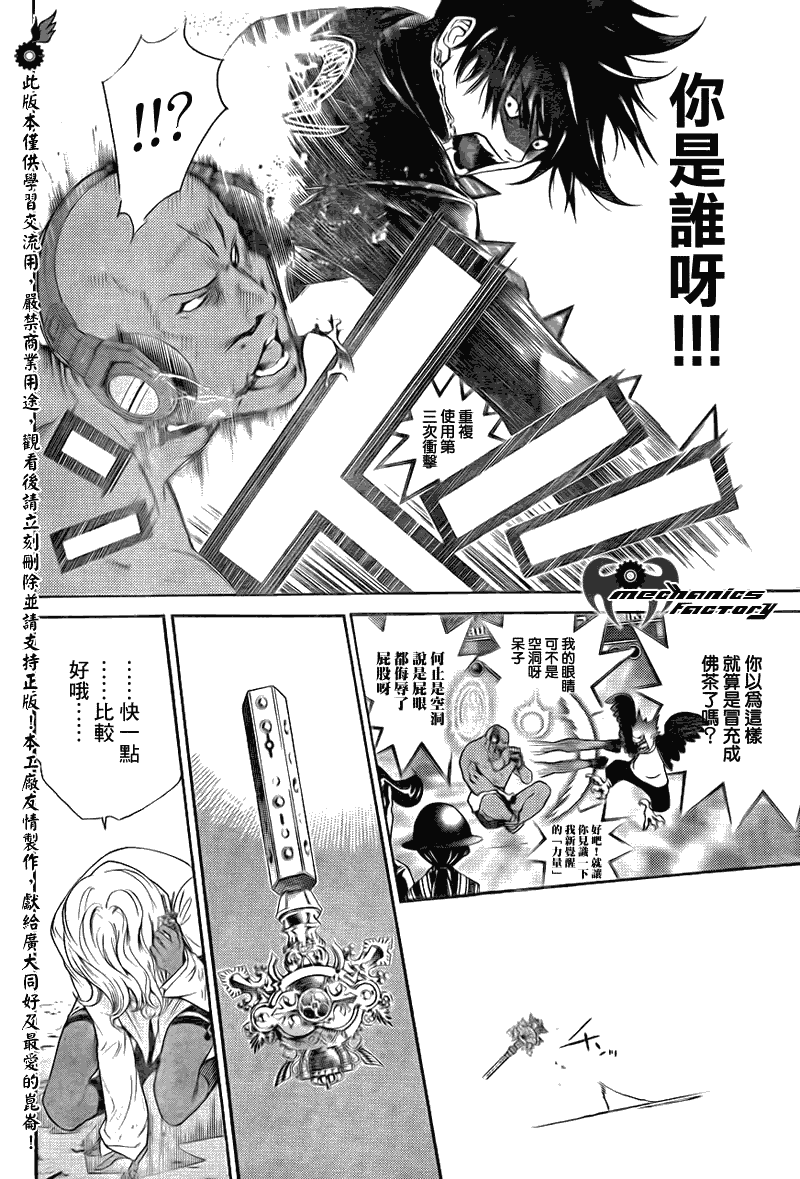 你是誰呀!!!
!!!?
重複
使用第
三次衝擊
mechanics
factory
你以為這樣
就算是冒充成
佛茶了嗎？
我的眼睛
可不是
空洞呀
呆子
何止是空洞
說是屁眼
都侮辱了
屁股呀
好吧！就讓
你見識一下
我新覺醒
的「力量」
チン
……快一點
……比較
好哦……
此版本僅供學習交流用，嚴禁商業用途，觀看後請立刻刪除並請支持正版！本工廠友情製作，獻給廣大同好及最愛的崑崙！